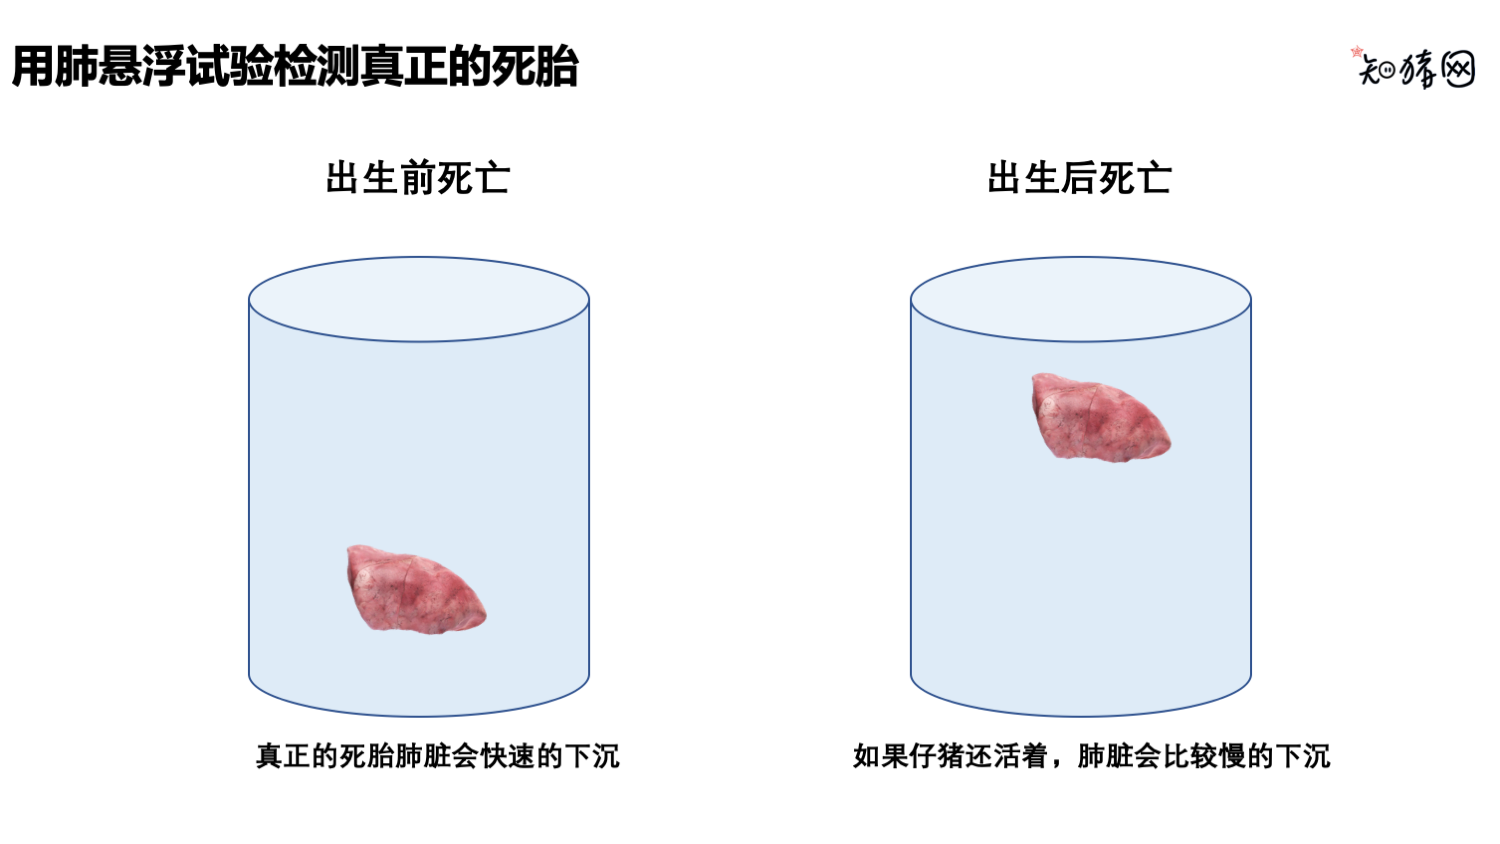 用肺悬浮试验检测真正的死胎
知猪网
出生前死亡
出生后死亡
真正的死胎肺脏会快速的下沉
如果仔猪还活着，肺脏会比较慢的下沉